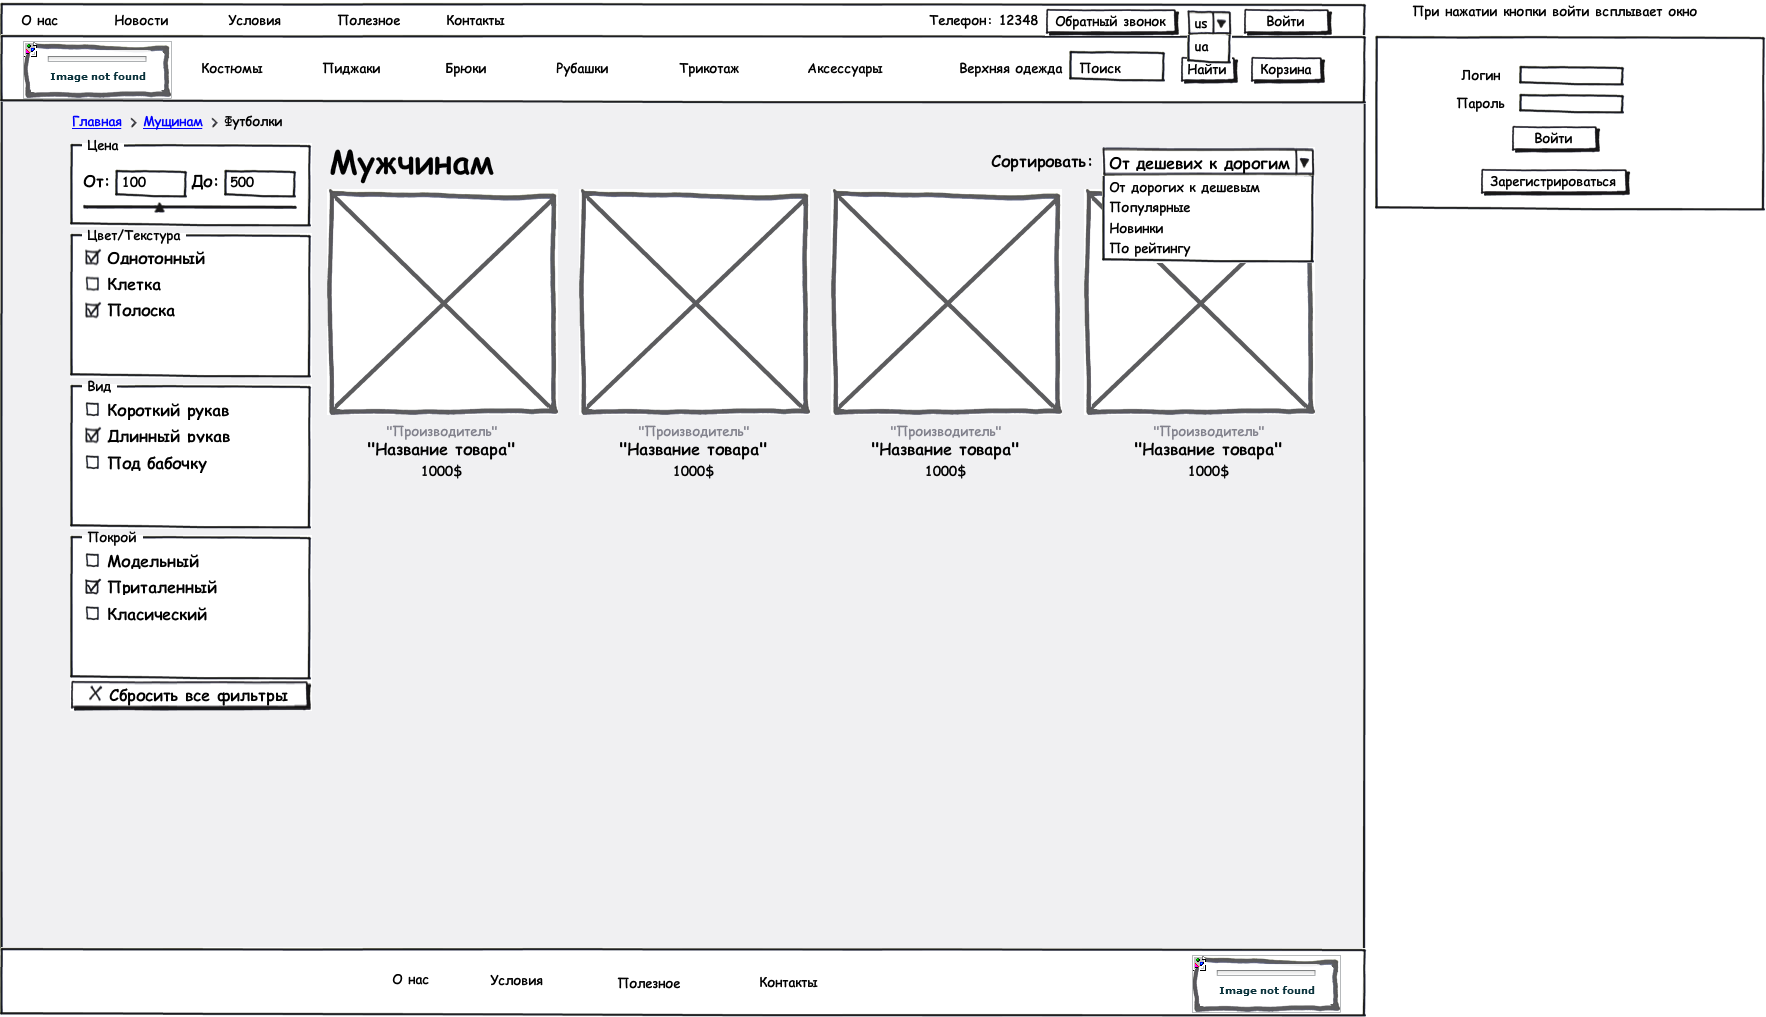 О нас Новости Условия Полезное Контакты Телефон: 12348 Обратный звонок us Войти
ua
Image not found Костюмы Пиджаки Брюки Рубашки Трикотаж Аксессуары Верхняя одежда Поиск Найти Корзина
Главная > Мущинам > Футболки
Цена
От: 100 До: 500
Цвет/Текстура
Однотонный
Клетка
Полоска
Вид
Короткий рукав
Длинный рукав
Под бабочку
Покрой
Модельный
Приталенный
Класический
X Сбросить все фильтры
Мужчинам
Сортировать: От дешевих к дорогим
От дорогих к дешевым
Популярные
Новинки
По рейтингу
"Производитель" "Производитель" "Производитель" "Производитель"
"Название товара" "Название товара" "Название товара" "Название товара"
1000$ 1000$ 1000$ 1000$
О нас Условия Полезное Контакты Image not found
При нажатии кнопки войти всплывает окно
Логин
Пароль
Войти
Зарегистрироваться